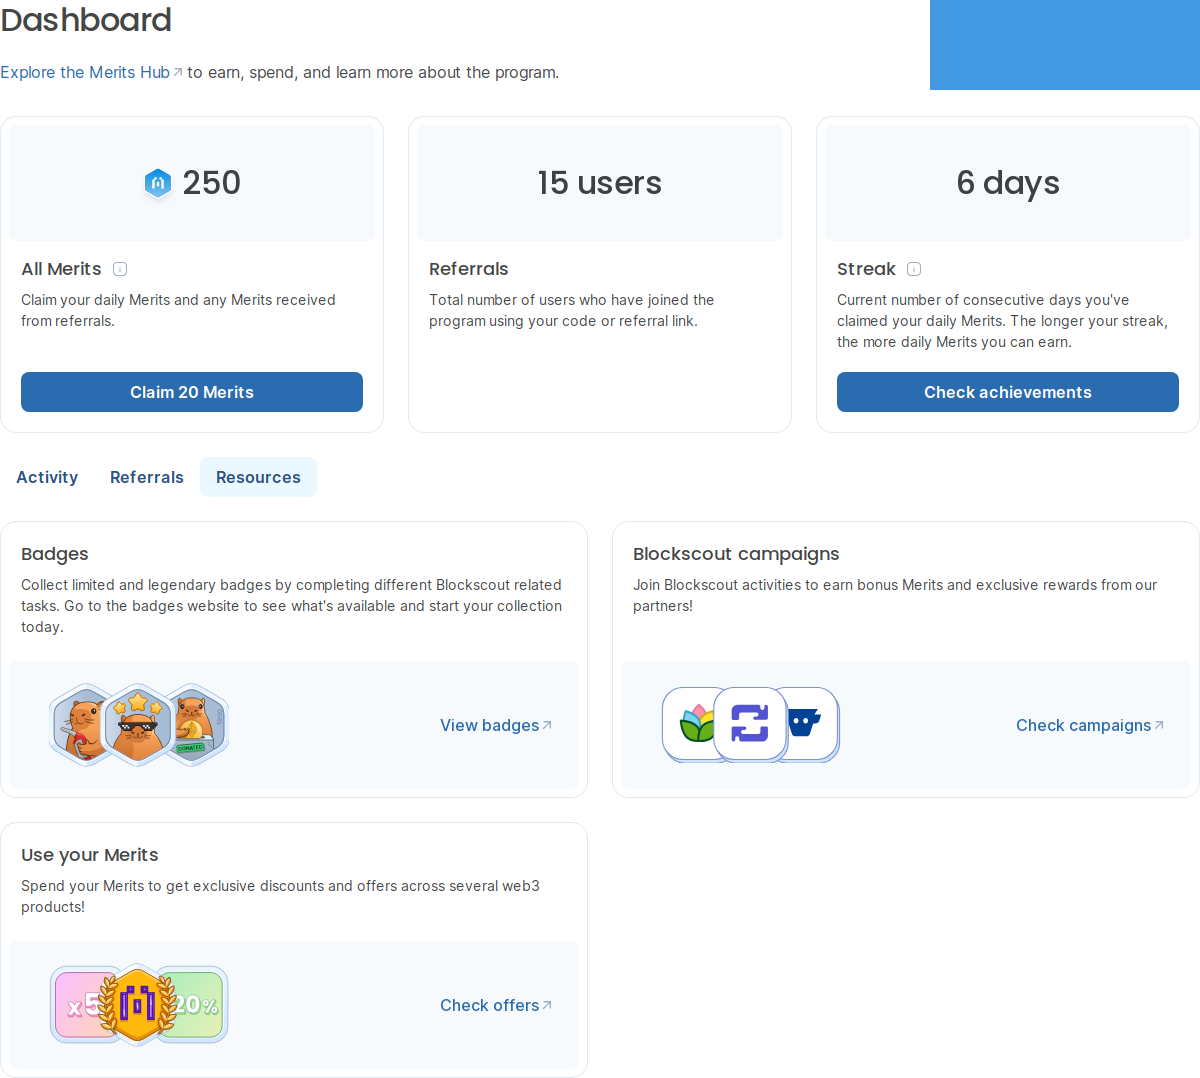 Dashboard
Explore the Merits Hub to earn, spend, and learn more about the program.
250
15 users
6 days
All Merits
Claim your daily Merits and any Merits received
from referrals.
Claim 20 Merits
Referrals
Total number of users who have joined the
program using your code or referral link.
Streak
Current number of consecutive days you've
claimed your daily Merits. The longer your streak,
the more daily Merits you can earn.
Check achievements
Activity
Referrals
Resources
Badges
Collect limited and legendary badges by completing different Blockscout related
tasks. Go to the badges website to see what's available and start your collection
today.
DONATED
View badges
Blockscout campaigns
Join Blockscout activities to earn bonus Merits and exclusive rewards from our
partners!
Check campaigns
Use your Merits
Spend your Merits to get exclusive discounts and offers across several web3
products!
x5
20%
Check offers